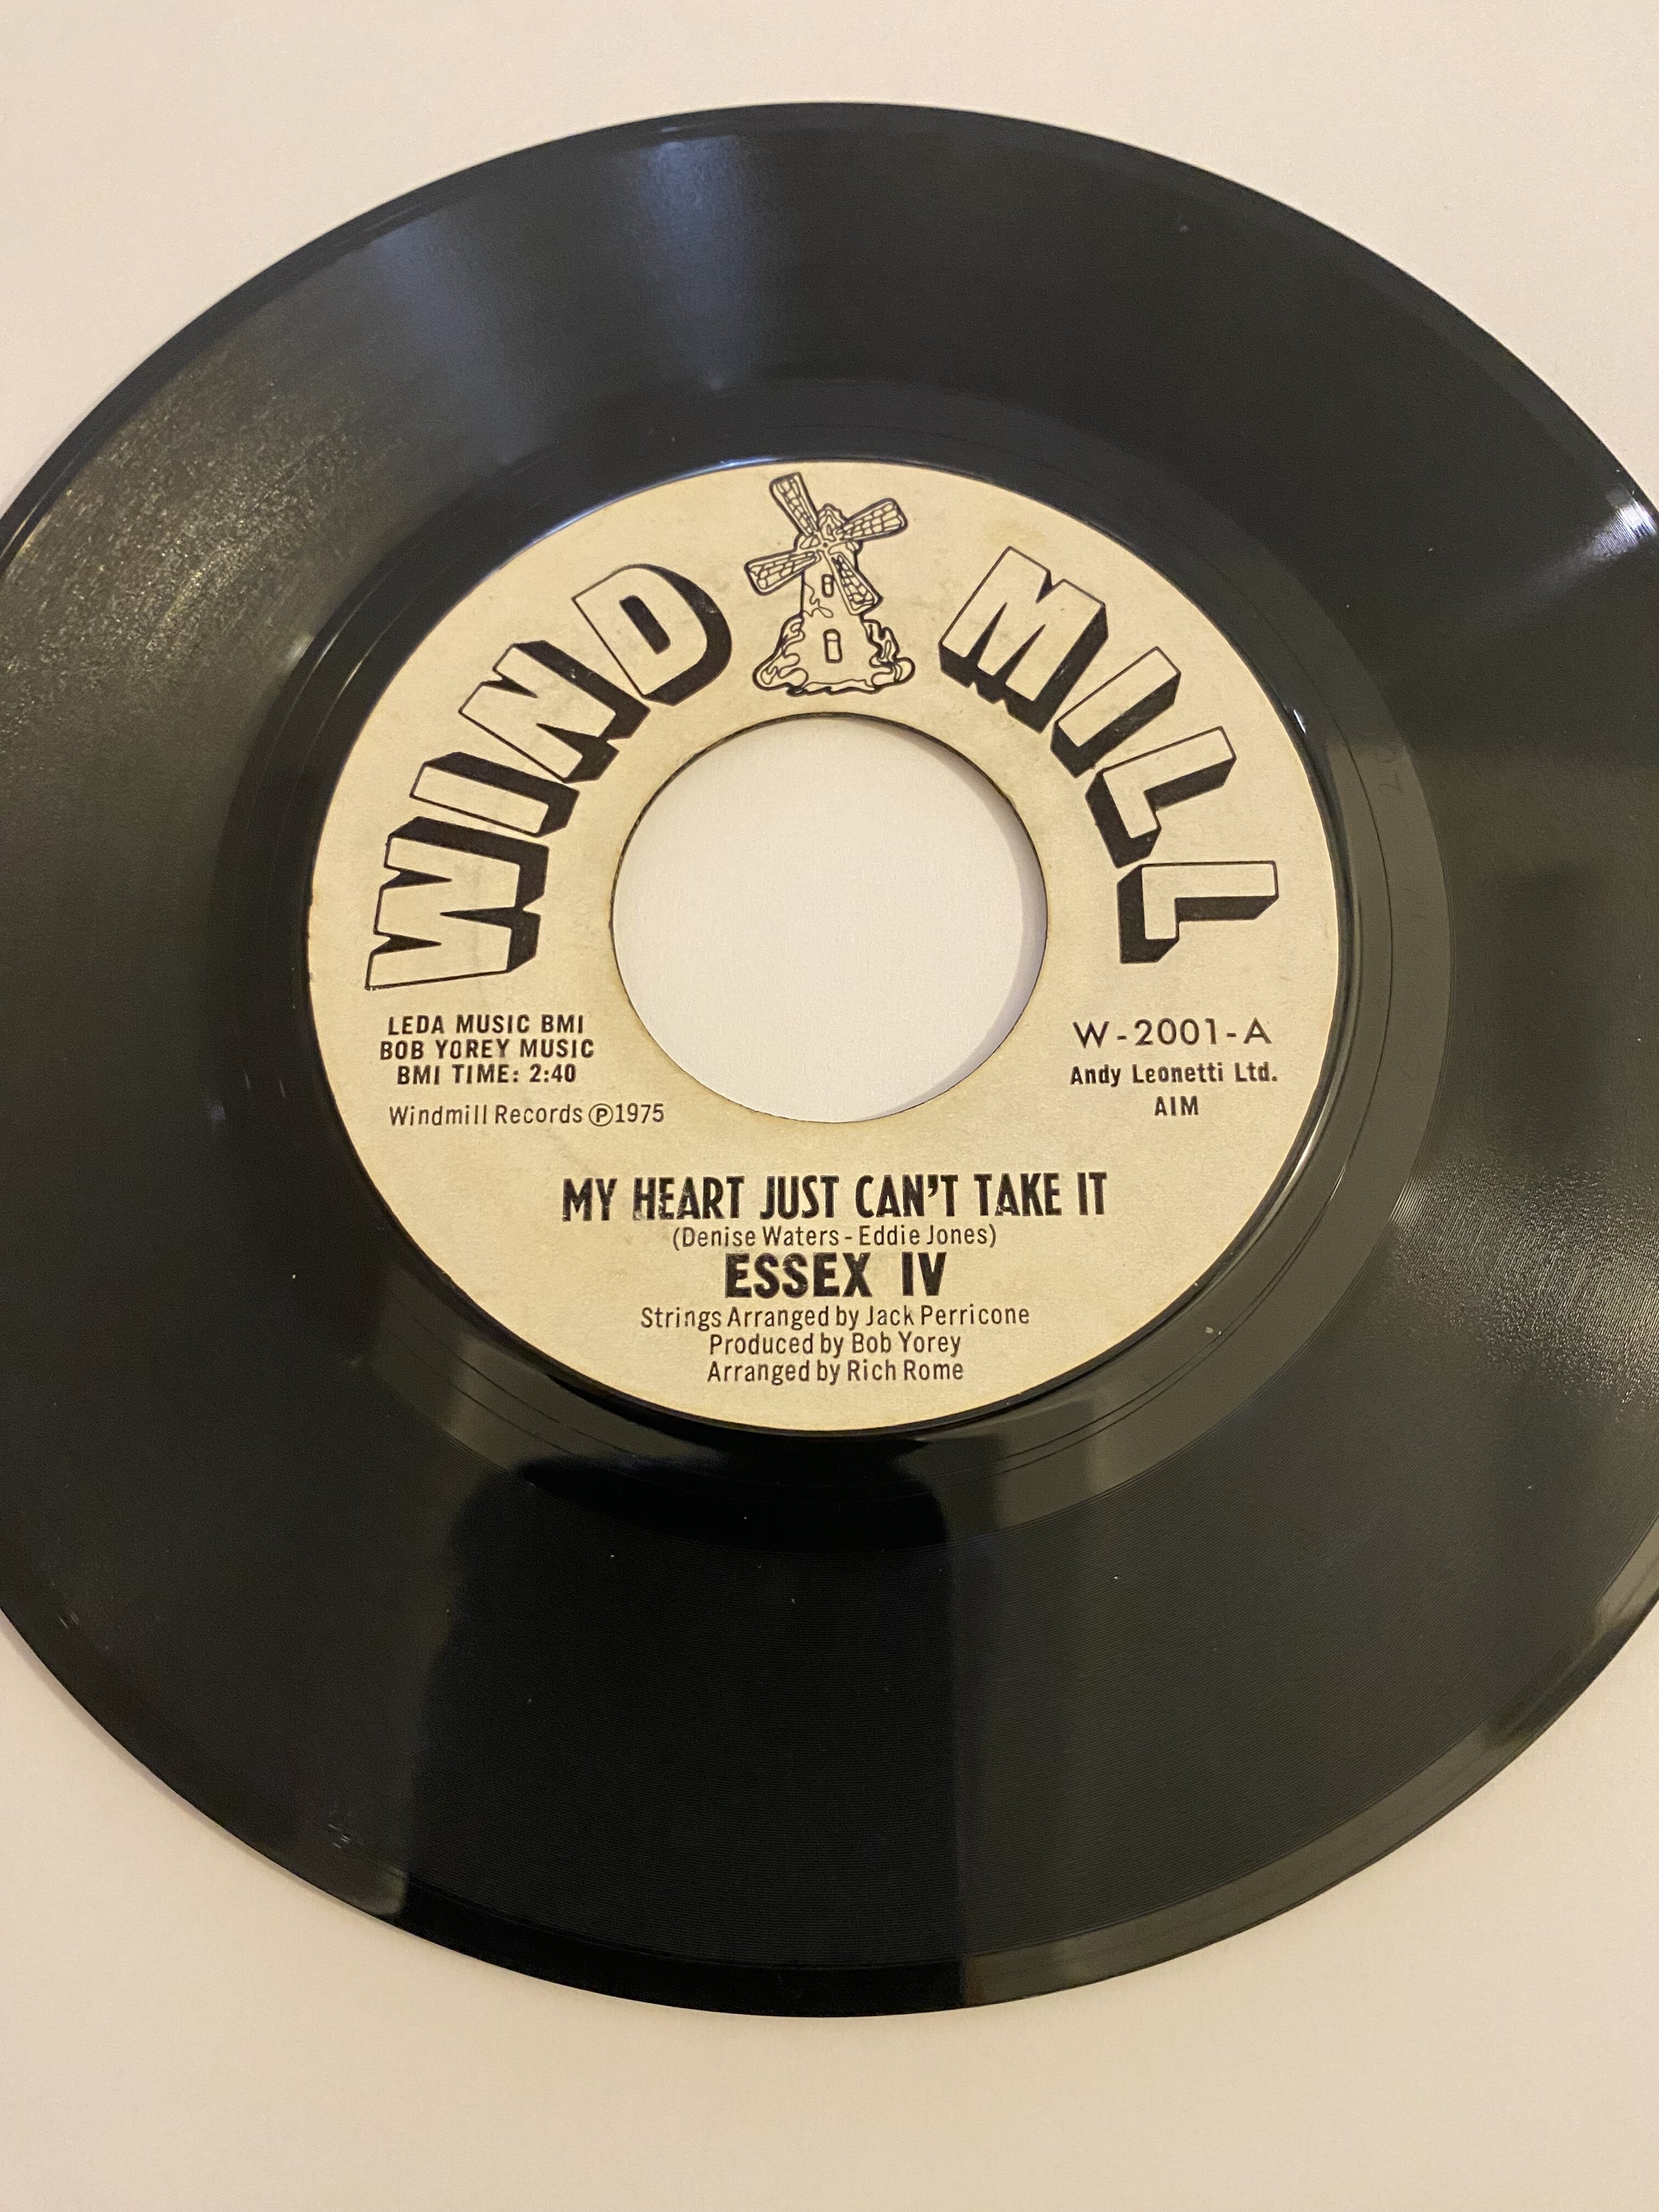 WIND MILL
LEDA MUSIC BMI
BOB YOREY MUSIC
BMI TIME: 2:40
Windmill Records Ⓟ1975
W-2001-A
Andy Leonetti Ltd.
AIM
MY HEART JUST CAN'T TAKE IT
(Denise Waters - Eddie Jones)
ESSEX IV
Strings Arranged by Jack Perricone
Produced by Bob Yorey
Arranged by Rich Rome